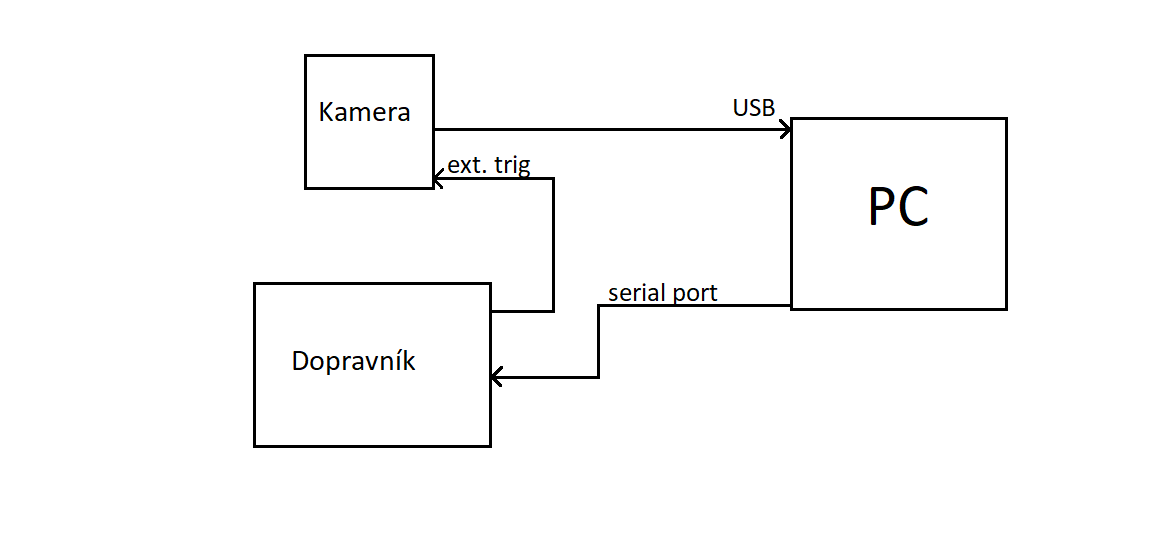 Kamera
USB
ext. trig
PC
serial port
Dopravník